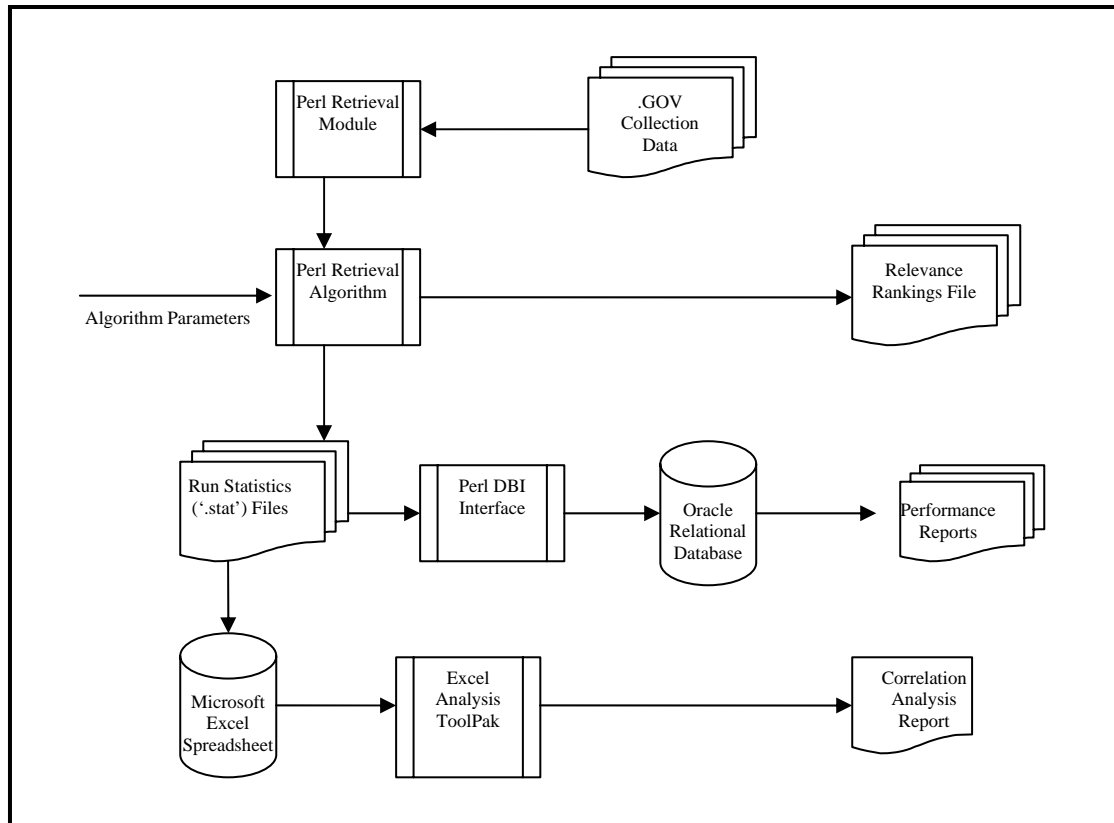 Perl Retrieval
Module
.GOV
Collection
Data
Perl Retrieval
Algorithm
Relevance
Rankings File
Algorithm Parameters
Run Statistics
(‘.stat’) Files
Perl DBI
Interface
Oracle
Relational
Database
Performance
Reports
Microsoft
Excel
Spreadsheet
Excel
Analysis
ToolPak
Correlation
Analysis
Report